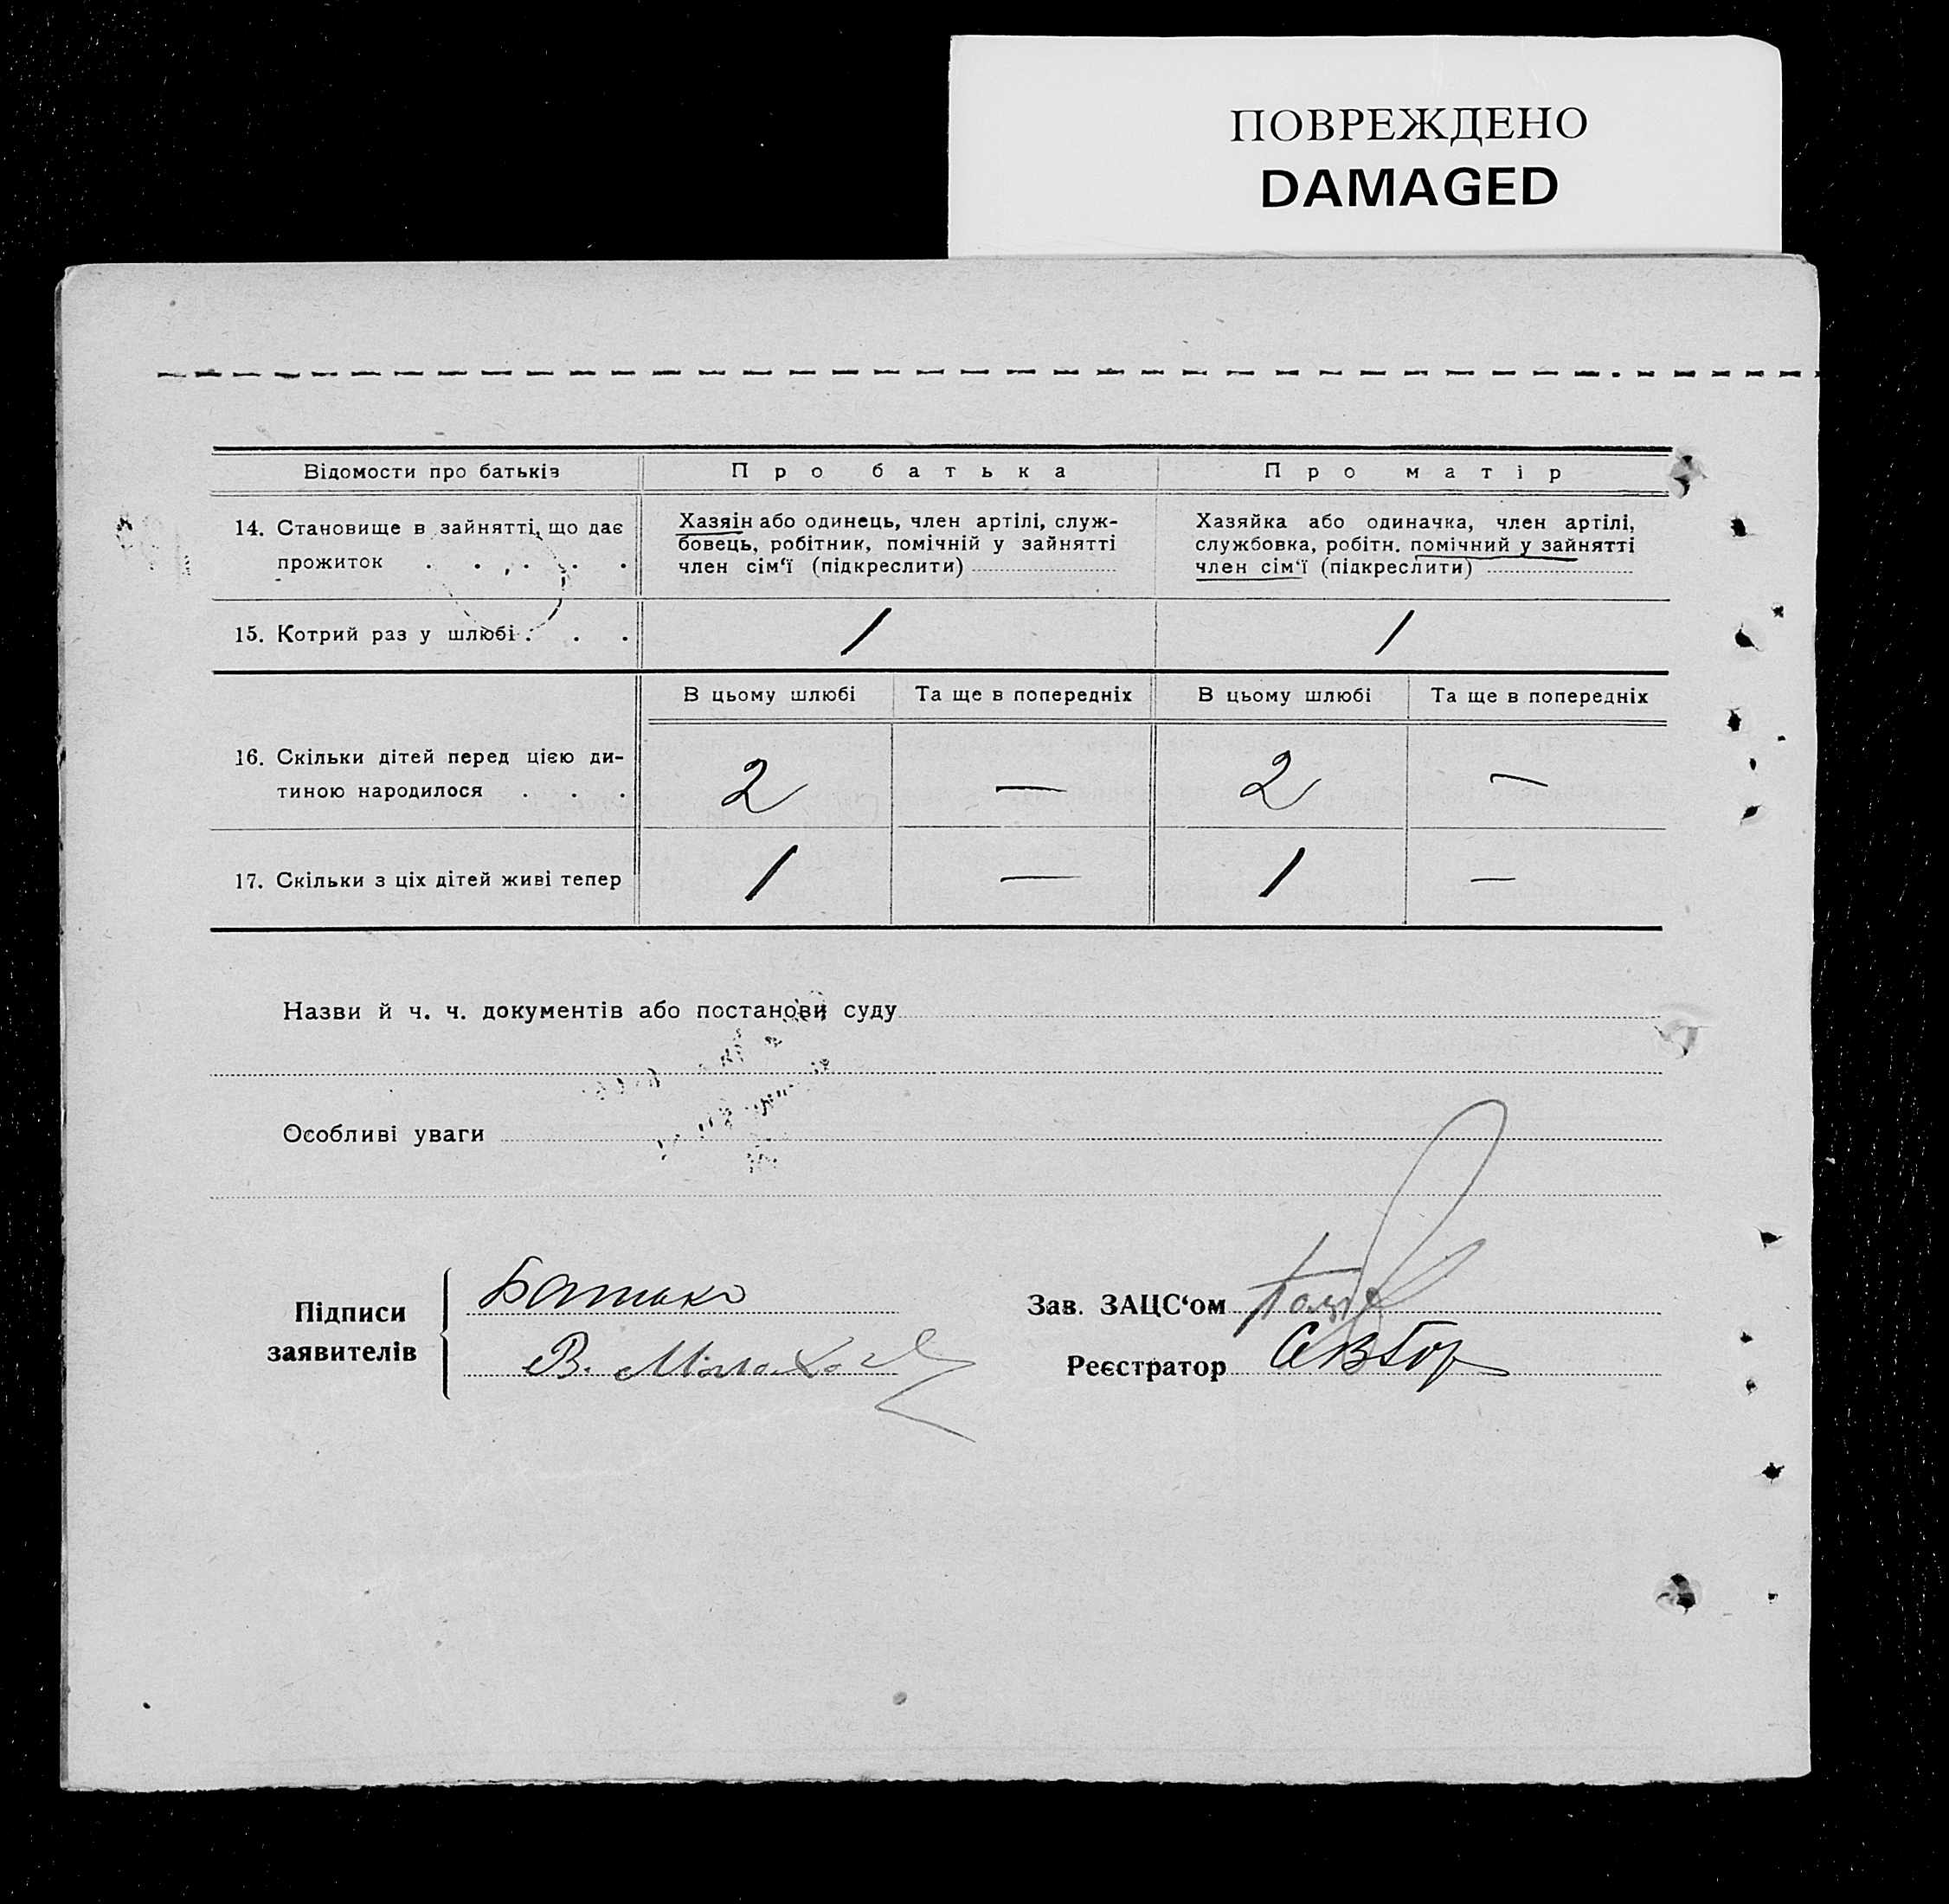 ПОВРЕЖДЕНО
DAMAGED
Відомости про батьків
Про батька
Про матір
14. Становище в зайнятті, що дає
прожиток . . . . .
Хазяїн або одинець, член артілі, служ-
бовець, робітник, помічній у зайнятті
член сім‘ї (підкреслити)
Хазяйка або одиначка, член артілі,
службовка, робітн. помічний у зайнятті
член сім‘ї (підкреслити)
15. Котрий раз у шлюбі . . .
1
1
В цьому шлюбі
Та ще в попередніх
В цьому шлюбі
Та ще в попередніх
16. Скільки дітей перед цією ди-
тиною народилося . . .
2
—
2
—
17. Скільки з ціх дітей живі тепер
1
—
1
—
Назви й ч. ч. документів або постанови суду
Особливі уваги
Підписи
заявителів
Батько
В.
Зав. ЗАЦС‘ом
Реєстратор